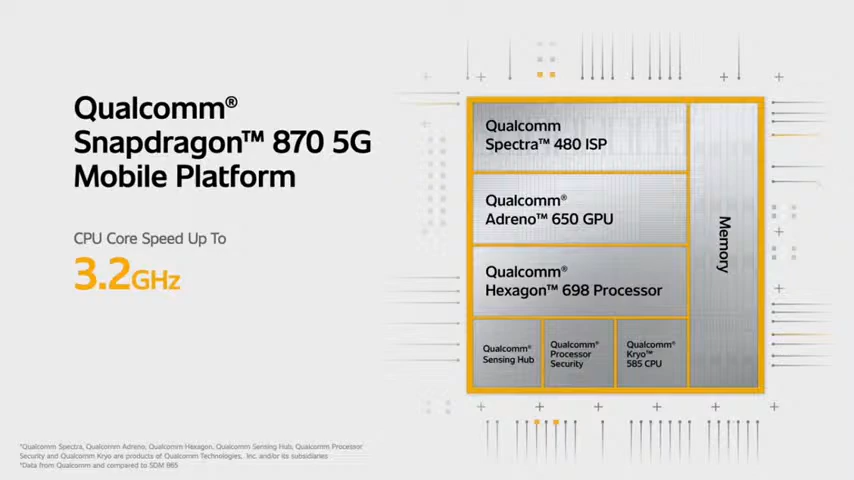 Qualcomm®
Snapdragon™ 870 5G
Mobile Platform
CPU Core Speed Up To
3.2GHz
Qualcomm
Spectra™ 480 ISP
Qualcomm®
Adreno™ 650 GPU
Qualcomm®
Hexagon™ 698 Processor
Qualcomm®
Sensing Hub
Qualcomm®
Processor
Security
Qualcomm®
Kryo™
585 CPU
Memory
*Qualcomm Spectra, Qualcomm Adreno, Qualcomm Hexagon, Qualcomm Sensing Hub, Qualcomm Processor
Security and Qualcomm Kryo are products of Qualcomm Technologies, Inc. and/or its subsidiaries
*Data from Qualcomm and compared to SDM 865